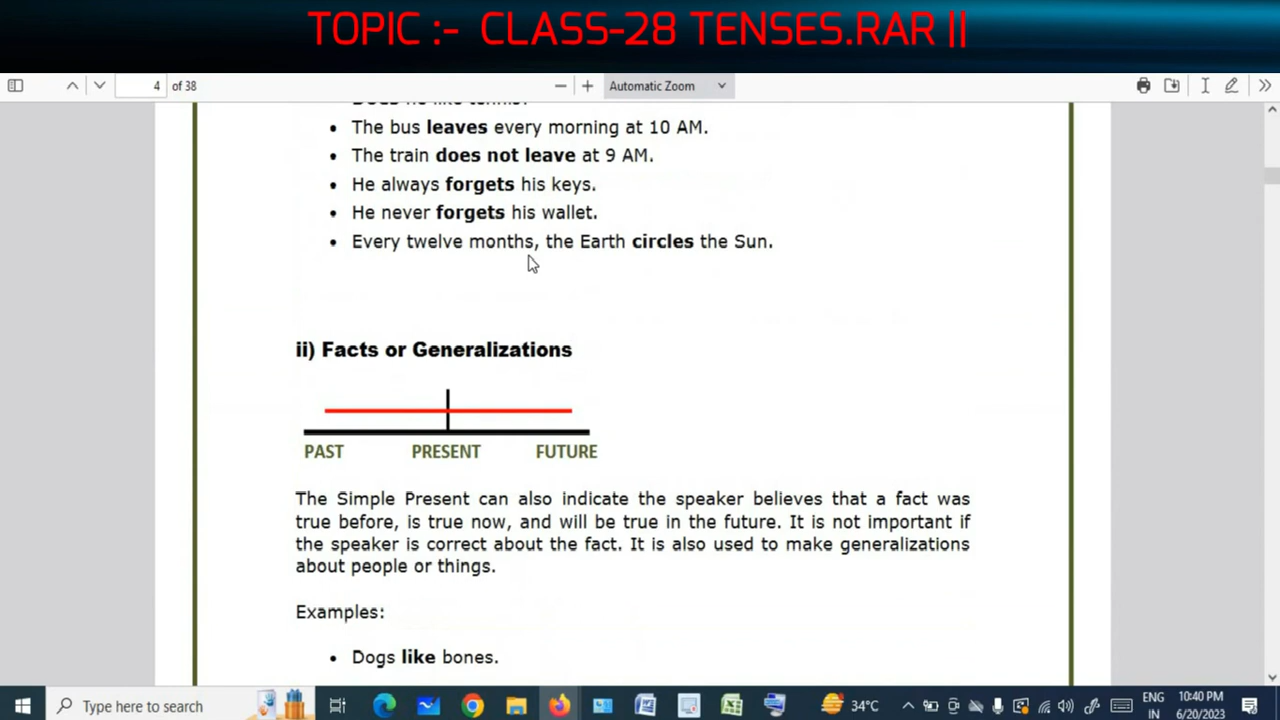 TOPIC :- CLASS-28 TENSES.RAR ||
4 of 38
Automatic Zoom
The bus leaves every morning at 10 AM.
The train does not leave at 9 AM.
He always forgets his keys.
He never forgets his wallet.
Every twelve months, the Earth circles the Sun.
ii) Facts or Generalizations
PAST PRESENT FUTURE
The Simple Present can also indicate the speaker believes that a fact was
true before, is true now, and will be true in the future. It is not important if
the speaker is correct about the fact. It is also used to make generalizations
about people or things.
Examples:
Dogs like bones.
Type here to search
34°C
ENG
IN
10:40 PM
6/20/2023